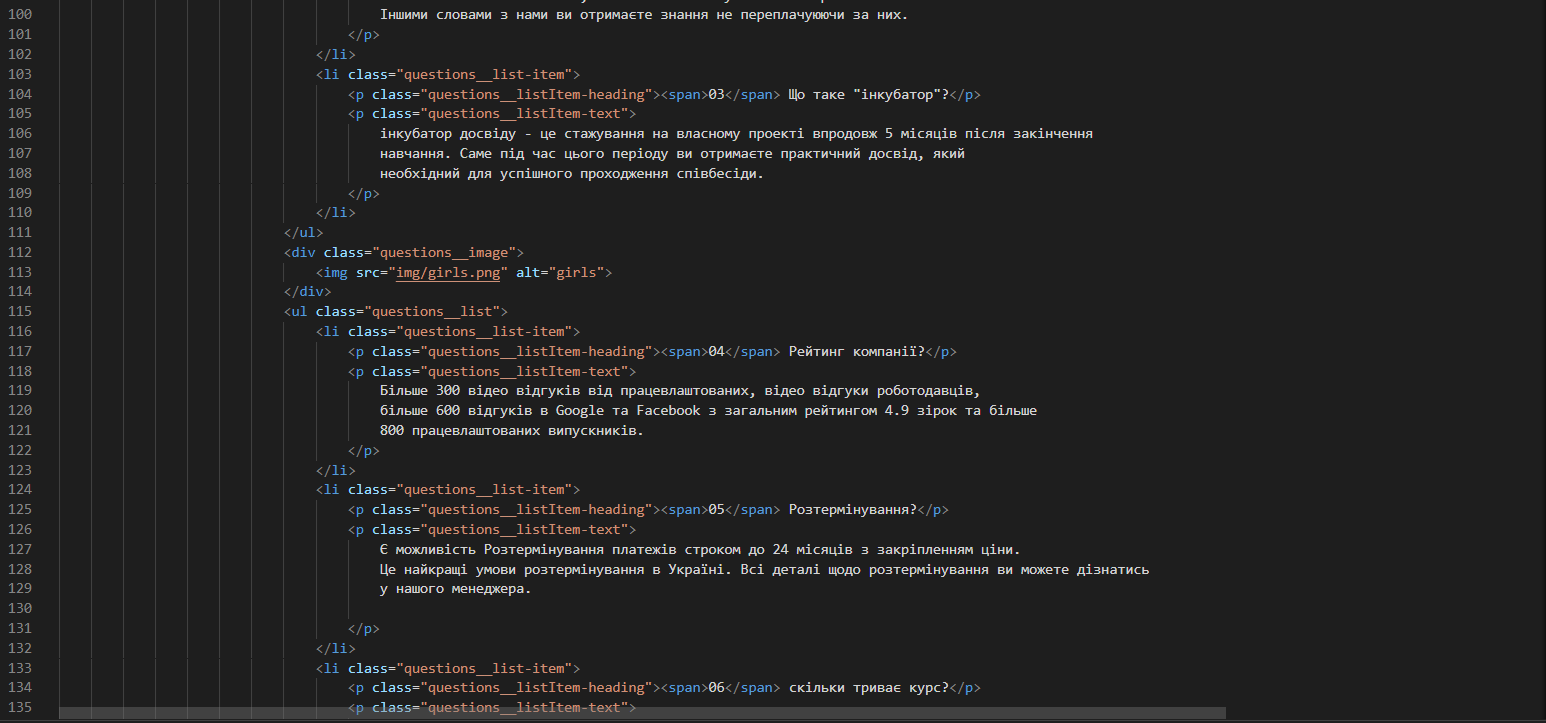 100 Іншими словами з нами ви отримаєте знання не переплачуючи за них.
101 </p>
102 </li>
103 <li class="questions__list-item">
104 <p class="questions__listItem-heading"><span>03</span> Що таке "інкубатор"?</p>
105 <p class="questions__listItem-text">
106 інкубатор досвіду - це стажування на власному проекті впродовж 5 місяців після закінчення
107 навчання. Саме під час цього періоду ви отримаєте практичний досвід, який
108 необхідний для успішного проходження співбесіди.
109 </p>
110 </li>
111 </ul>
112 <div class="questions__image">
113 <img src="img/girls.png" alt="girls">
114 </div>
115 <ul class="questions__list">
116 <li class="questions__list-item">
117 <p class="questions__listItem-heading"><span>04</span> Рейтинг компанії?</p>
118 <p class="questions__listItem-text">
119 Більше 300 відео відгуків від працевлаштованих, відео відгуки роботодавців,
120 більше 600 відгуків в Google та Facebook з загальним рейтингом 4.9 зірок та більше
121 800 працевлаштованих випускників.
122 </p>
123 </li>
124 <li class="questions__list-item">
125 <p class="questions__listItem-heading"><span>05</span> Розтермінування?</p>
126 <p class="questions__listItem-text">
127 Є можливість Розтермінування платежів строком до 24 місяців з закріпленням ціни.
128 Це найкращі умови розтермінування в Україні. Всі деталі щодо розтермінування ви можете дізнатись
129 у нашого менеджера.
130
131 </p>
132 </li>
133 <li class="questions__list-item">
134 <p class="questions__listItem-heading"><span>06</span> скільки триває курс?</p>
135 <p class="questions__listItem-text">